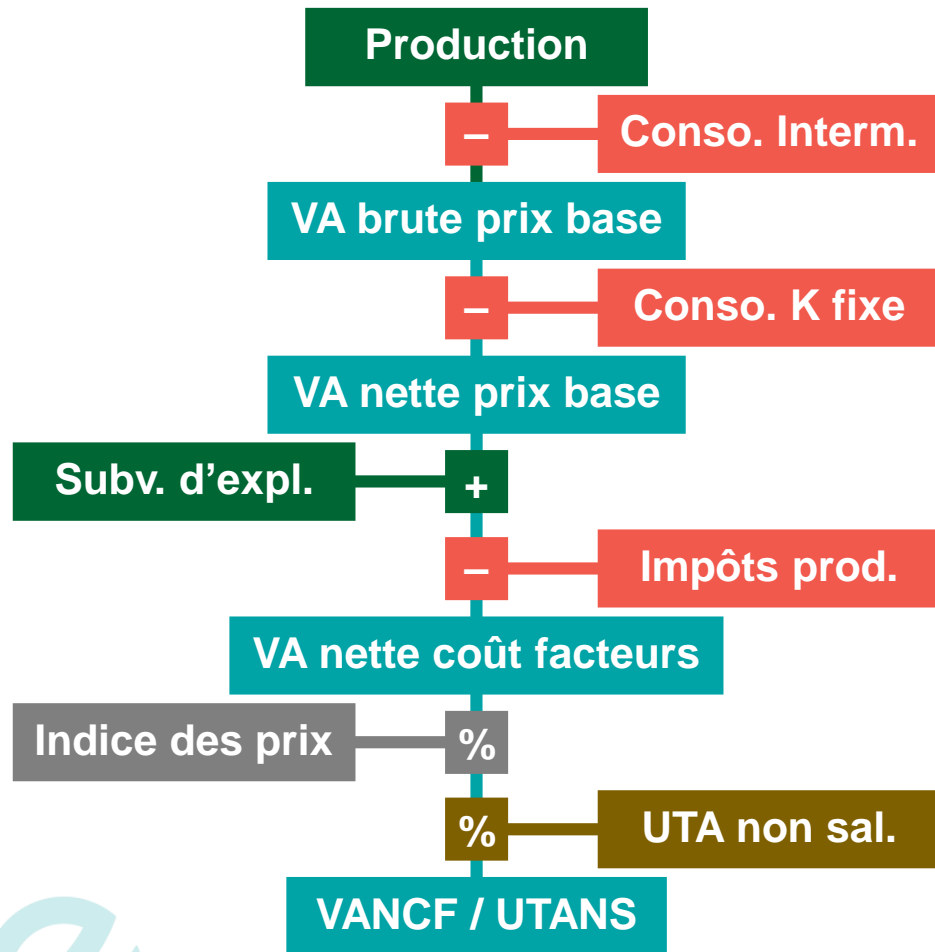 Production
–
Conso. Interm.
VA brute prix base
–
Conso. K fixe
VA nette prix base
Subv. d’expl.
+
–
Impôts prod.
VA nette coût facteurs
Indice des prix
%
%
UTA non sal.
VANCF / UTANS